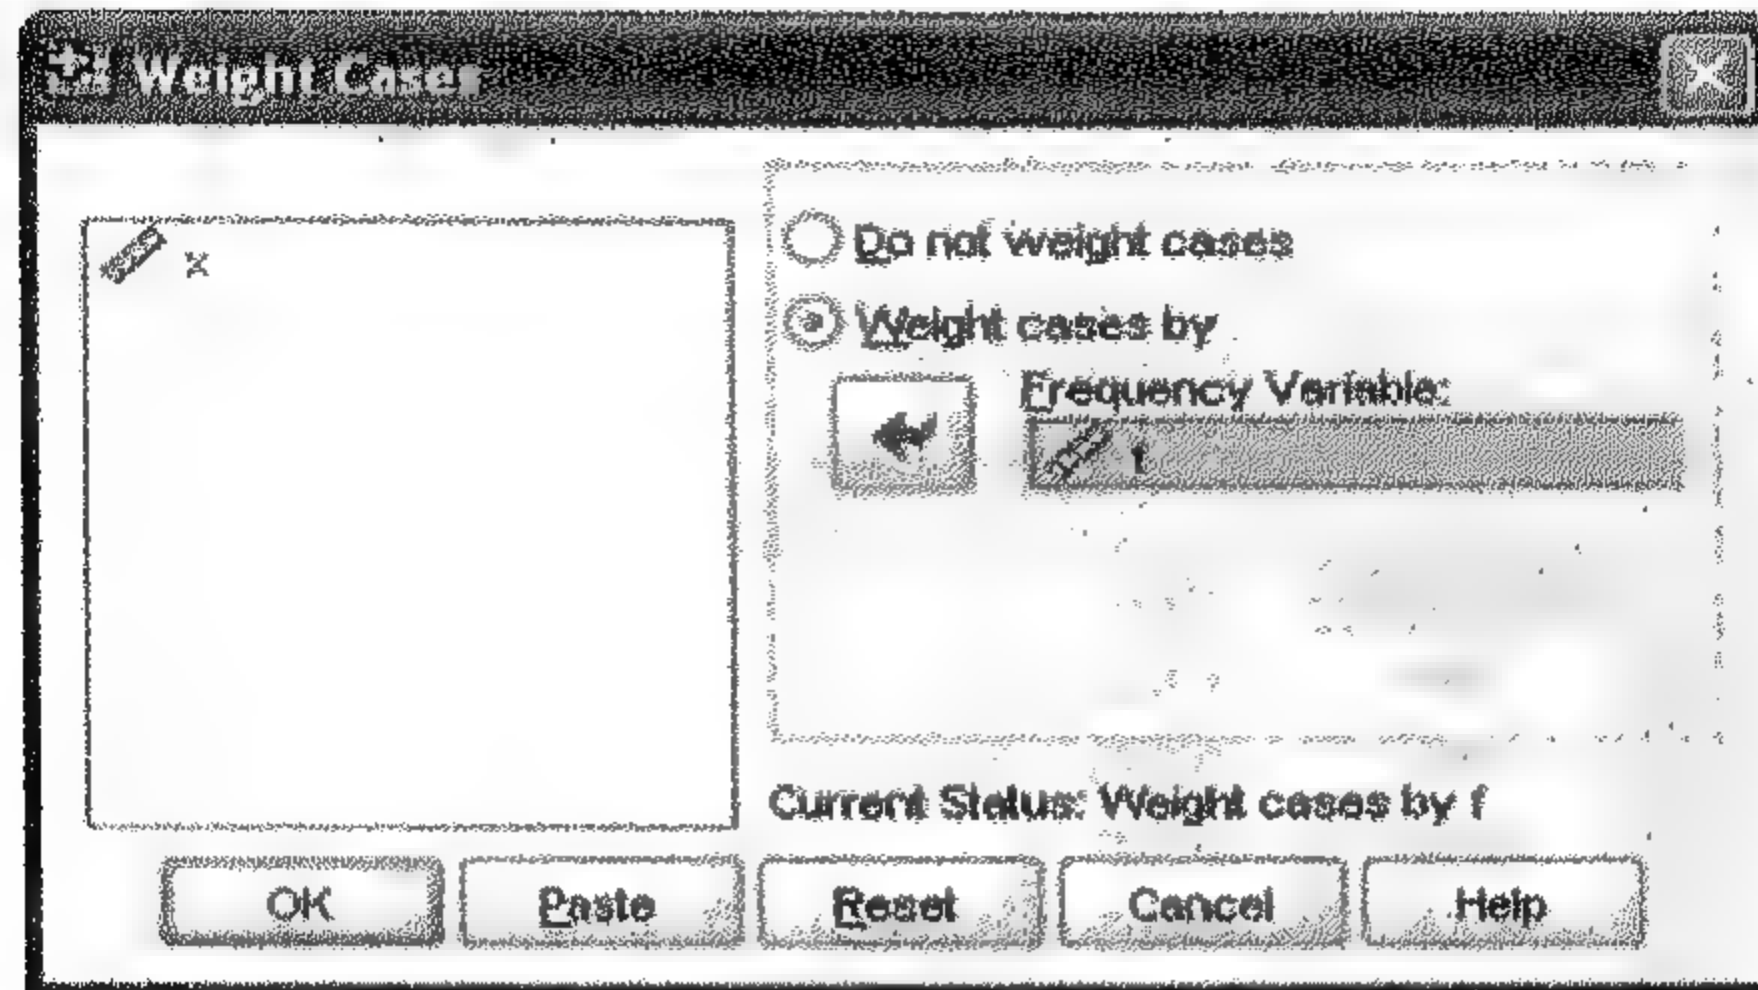 Weight Cases
x
Do not weight cases
Weight cases by
Frequency Variable:
f
Current Status: Weight cases by f
OK
Paste
Reset
Cancel
Help